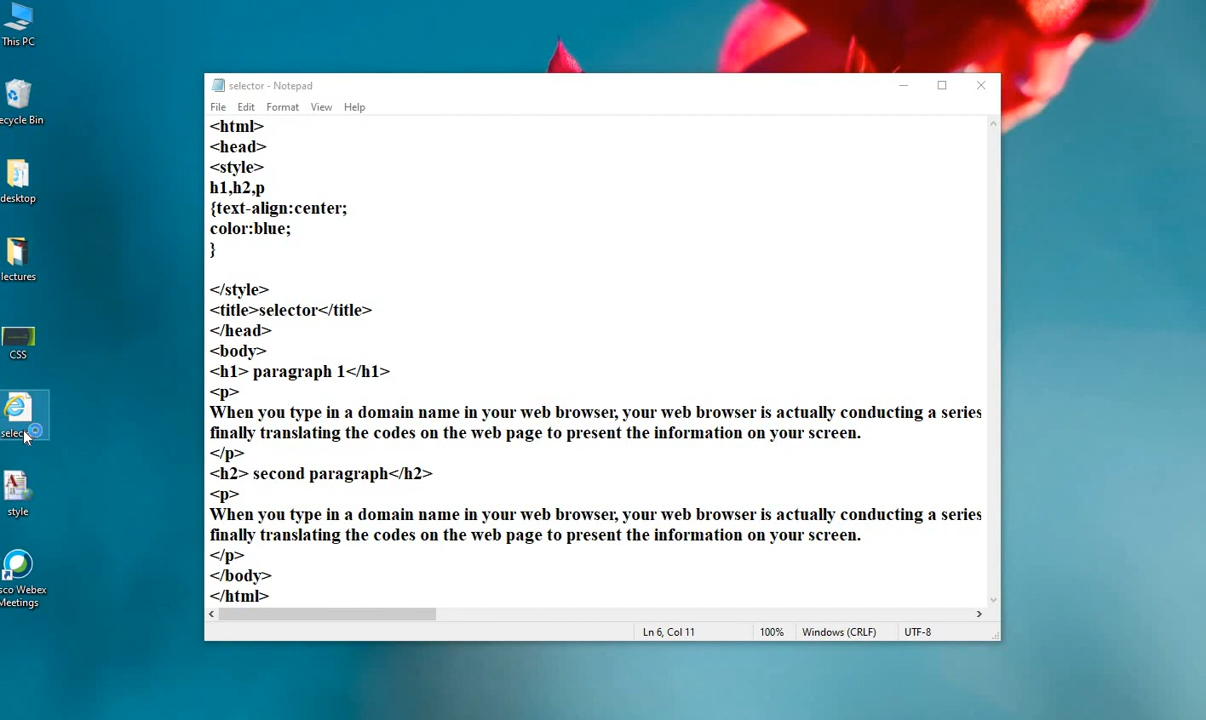 This PC
ecycle Bin
desktop
lectures
CSS
selec
style
sco Webex
Meetings
selector - Notepad
File Edit Format View Help
<html>
<head>
<style>
h1,h2,p
{text-align:center;
color:blue;
}
</style>
<title>selector</title>
</head>
<body>
<h1> paragraph 1</h1>
<p>
When you type in a domain name in your web browser, your web browser is actually conducting a series
finally translating the codes on the web page to present the information on your screen.
</p>
<h2> second paragraph</h2>
<p>
When you type in a domain name in your web browser, your web browser is actually conducting a series
finally translating the codes on the web page to present the information on your screen.
</p>
</body>
</html>
Ln 6, Col 11 100% Windows (CRLF) UTF-8